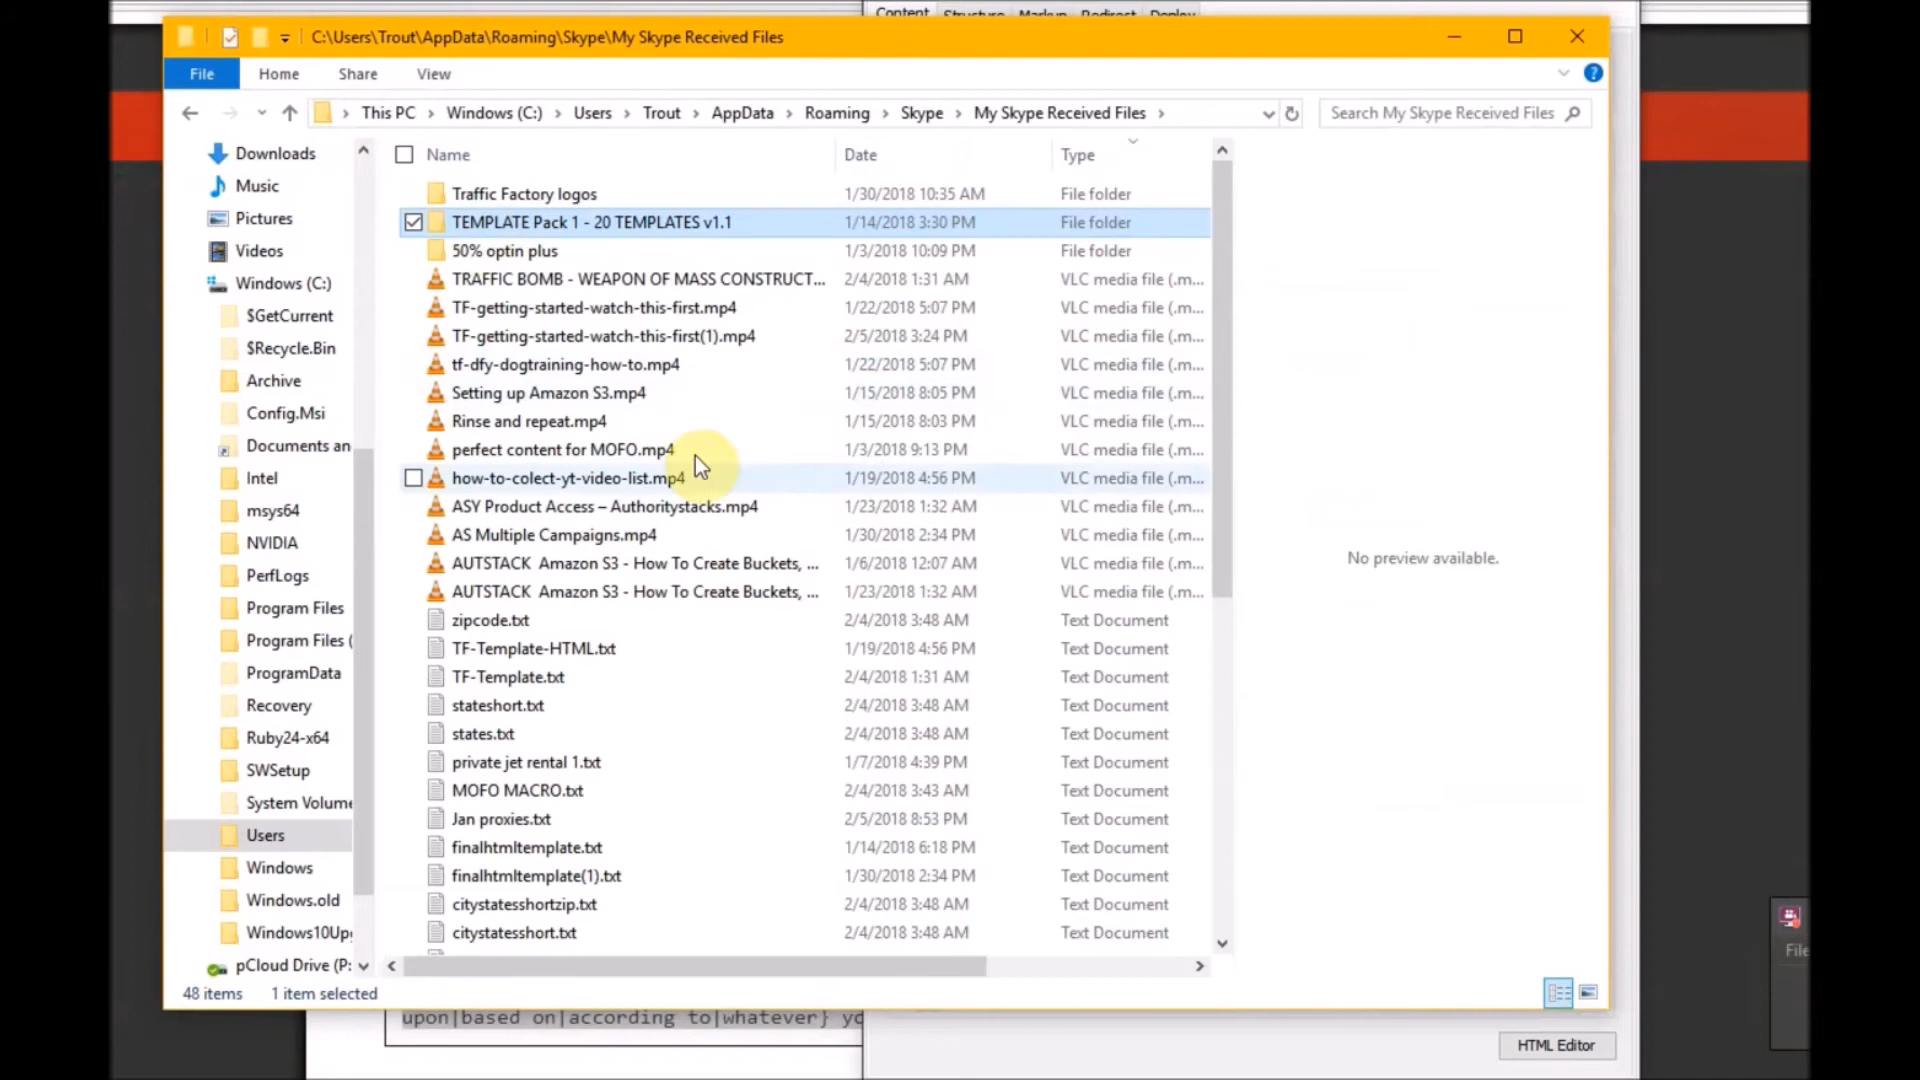 Content Structure Markup Redirect Deploy
C:\Users\Trout\AppData\Roaming\Skype\My Skype Received Files
File Home Share View
This PC > Windows (C:) > Users > Trout > AppData > Roaming > Skype > My Skype Received Files >
Search My Skype Received Files
Downloads
Music
Pictures
Videos
Windows (C:)
$GetCurrent
$Recycle.Bin
Archive
Config.Msi
Documents an
Intel
msys64
NVIDIA
PerfLogs
Program Files
Program Files (
ProgramData
Recovery
Ruby24-x64
SWSetup
System Volume
Users
Windows
Windows.old
Windows10Upg
pCloud Drive (P:
Name Date Type
Traffic Factory logos 1/30/2018 10:35 AM File folder
TEMPLATE Pack 1 - 20 TEMPLATES v1.1 1/14/2018 3:30 PM File folder
50% optin plus 1/3/2018 10:09 PM File folder
TRAFFIC BOMB - WEAPON OF MASS CONSTRUCT... 2/4/2018 1:31 AM VLC media file (.m...
TF-getting-started-watch-this-first.mp4 1/22/2018 5:07 PM VLC media file (.m...
TF-getting-started-watch-this-first(1).mp4 2/5/2018 3:24 PM VLC media file (.m...
tf-dfy-dogtraining-how-to.mp4 1/22/2018 5:07 PM VLC media file (.m...
Setting up Amazon S3.mp4 1/15/2018 8:05 PM VLC media file (.m...
Rinse and repeat.mp4 1/15/2018 8:03 PM VLC media file (.m...
perfect content for MOFO.mp4 1/3/2018 9:13 PM VLC media file (.m...
how-to-colect-yt-video-list.mp4 1/19/2018 4:56 PM VLC media file (.m...
ASY Product Access – Authoritystacks.mp4 1/23/2018 1:32 AM VLC media file (.m...
AS Multiple Campaigns.mp4 1/30/2018 2:34 PM VLC media file (.m...
AUTSTACK Amazon S3 - How To Create Buckets, ... 1/6/2018 12:07 AM VLC media file (.m...
AUTSTACK Amazon S3 - How To Create Buckets, ... 1/23/2018 1:32 AM VLC media file (.m...
zipcode.txt 2/4/2018 3:48 AM Text Document
TF-Template-HTML.txt 1/19/2018 4:56 PM Text Document
TF-Template.txt 2/4/2018 1:31 AM Text Document
stateshort.txt 2/4/2018 3:48 AM Text Document
states.txt 2/4/2018 3:48 AM Text Document
private jet rental 1.txt 1/7/2018 4:39 PM Text Document
MOFO MACRO.txt 2/4/2018 3:43 AM Text Document
Jan proxies.txt 2/5/2018 8:53 PM Text Document
finalhtmltemplate.txt 1/14/2018 6:18 PM Text Document
finalhtmltemplate(1).txt 1/30/2018 2:34 PM Text Document
citystatesshortzip.txt 2/4/2018 3:48 AM Text Document
citystatesshort.txt 2/4/2018 3:48 AM Text Document
No preview available.
48 items 1 item selected
upon|based on|according to|whatever} yo
HTML Editor
File